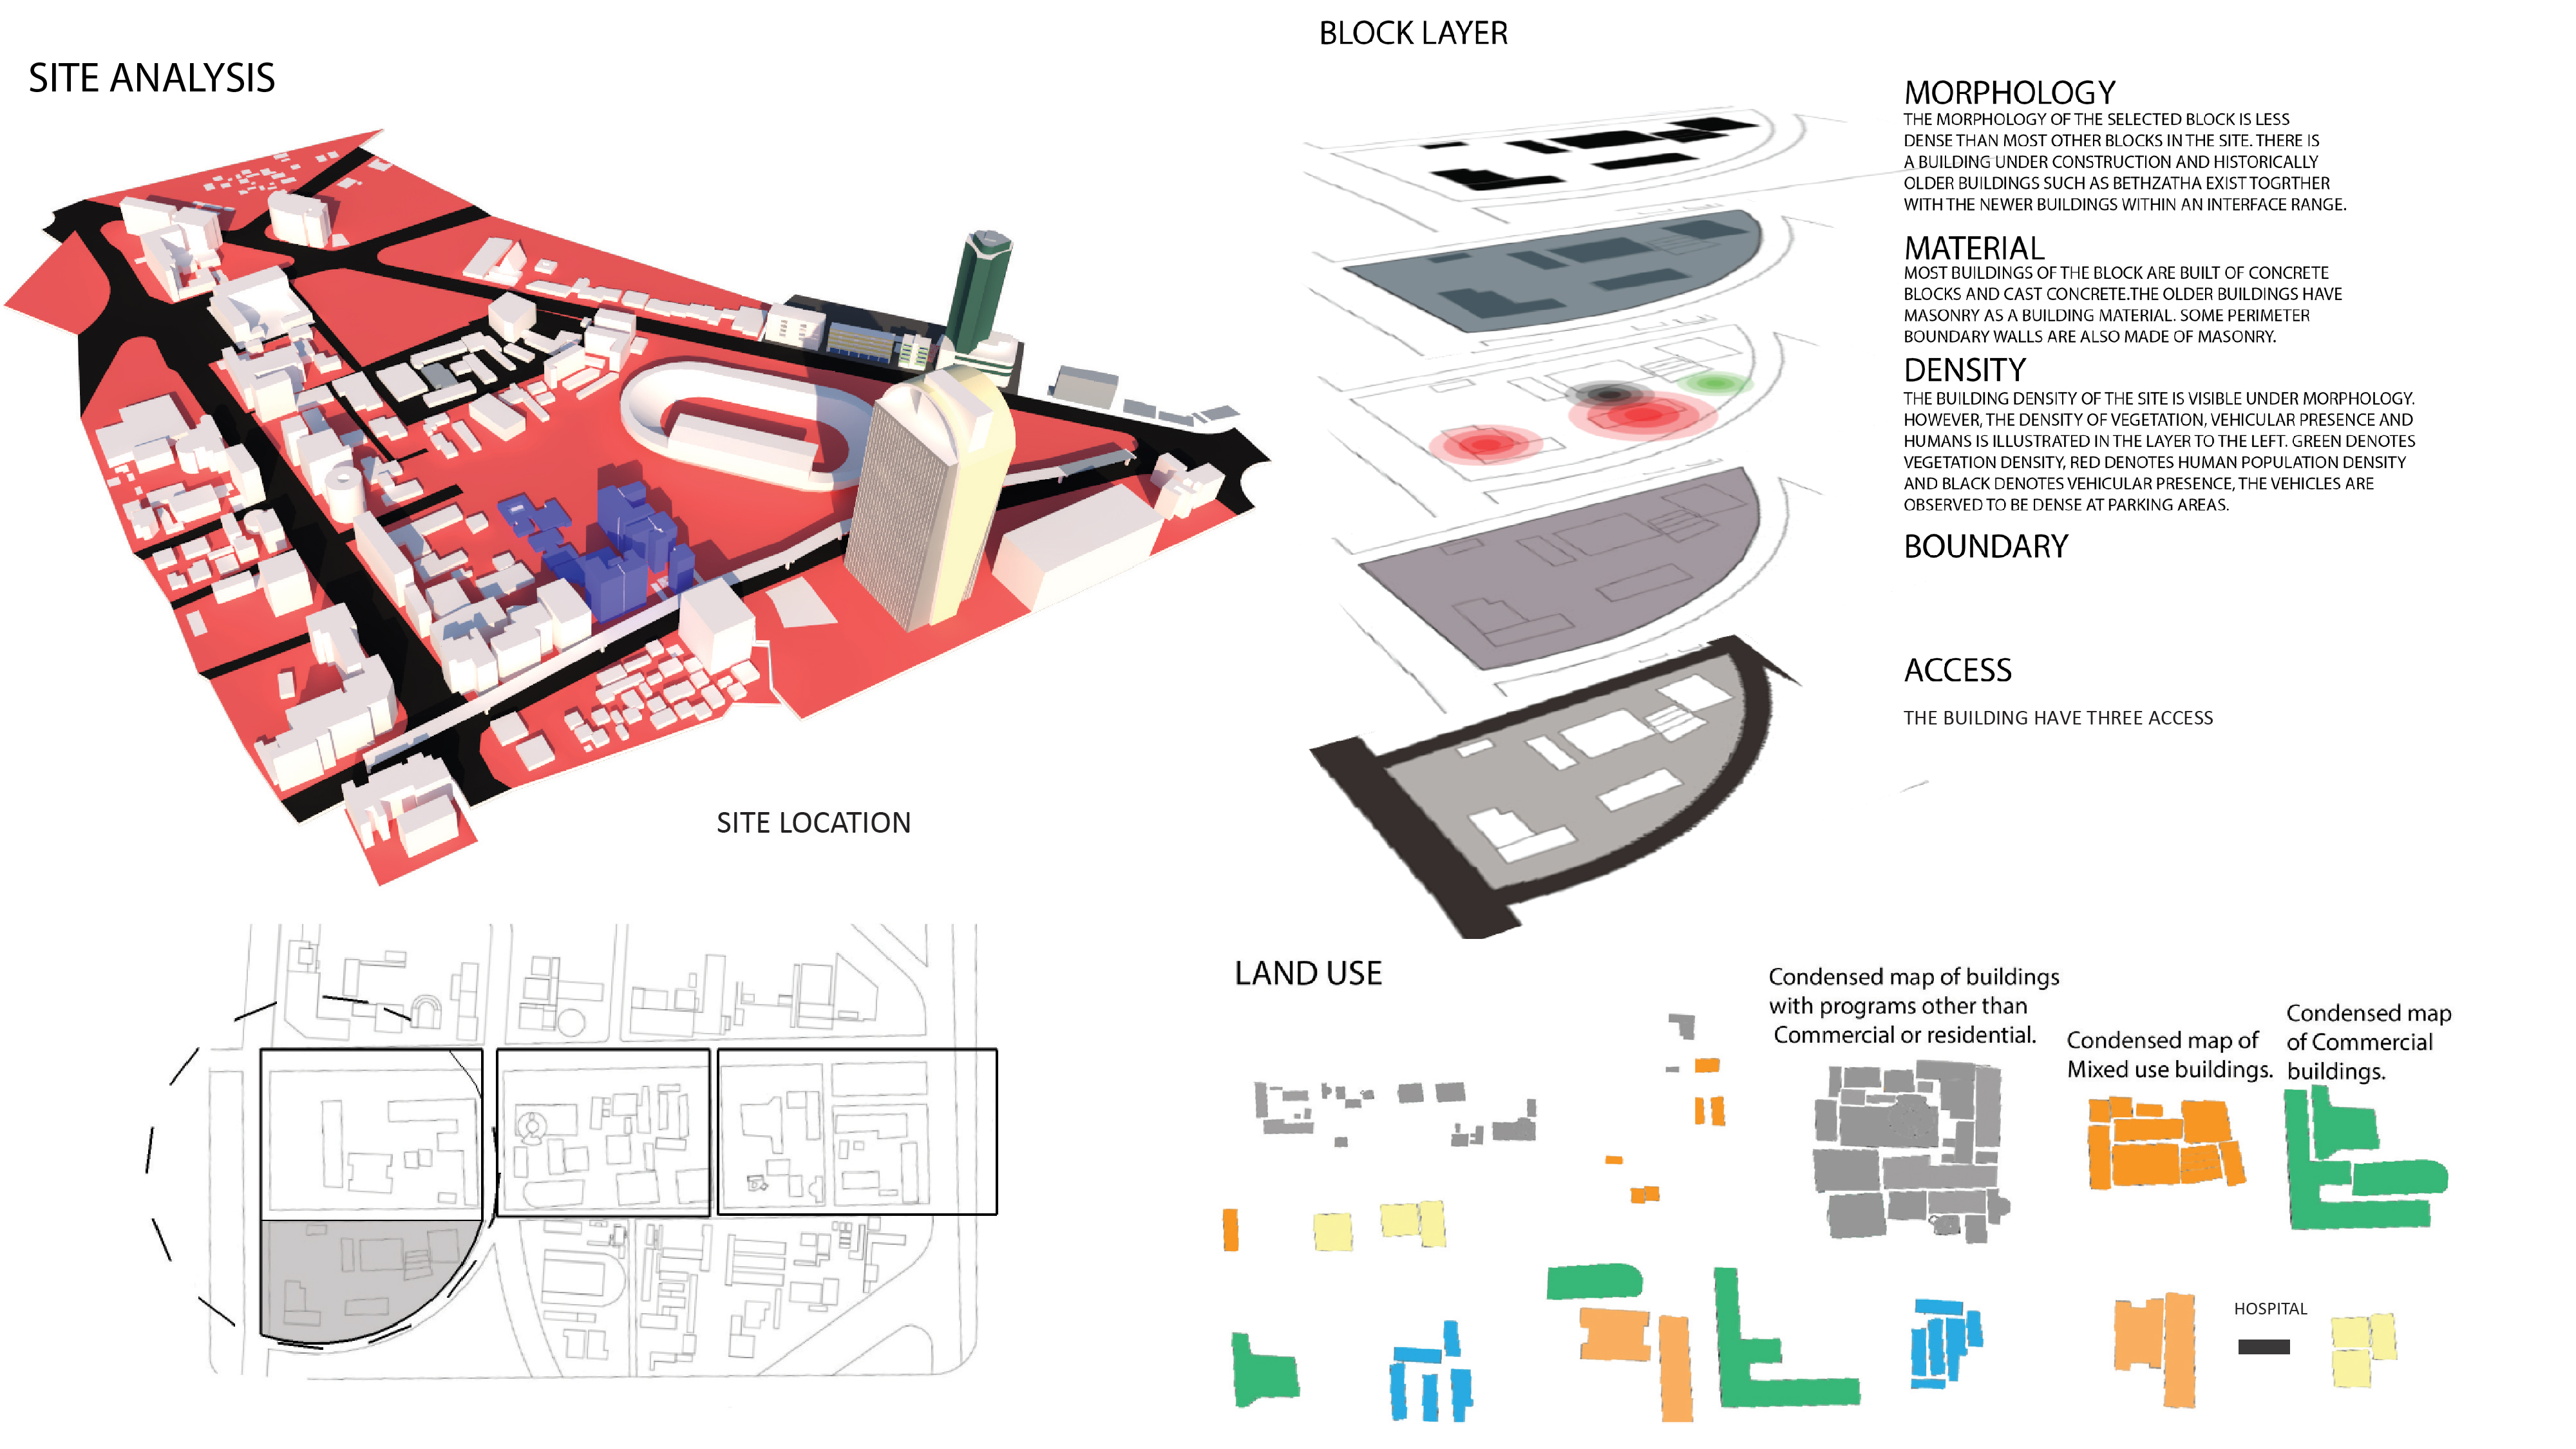 SITE ANALYSIS
SITE LOCATION
BLOCK LAYER
MORPHOLOGY
THE MORPHOLOGY OF THE SELECTED BLOCK IS LESS
DENSE THAN MOST OTHER BLOCKS IN THE SITE. THERE IS
A BUILDING UNDER CONSTRUCTION AND HISTORICALLY
OLDER BUILDINGS SUCH AS BETHZATHA EXIST TOGRTHER
WITH THE NEWER BUILDINGS WITHIN AN INTERFACE RANGE.
MATERIAL
MOST BUILDINGS OF THE BLOCK ARE BUILT OF CONCRETE
BLOCKS AND CAST CONCRETE.THE OLDER BUILDINGS HAVE
MASONRY AS A BUILDING MATERIAL. SOME PERIMETER
BOUNDARY WALLS ARE ALSO MADE OF MASONRY.
DENSITY
THE BUILDING DENSITY OF THE SITE IS VISIBLE UNDER MORPHOLOGY.
HOWEVER, THE DENSITY OF VEGETATION, VEHICULAR PRESENCE AND
HUMANS IS ILLUSTRATED IN THE LAYER TO THE LEFT. GREEN DENOTES
VEGETATION DENSITY, RED DENOTES HUMAN POPULATION DENSITY
AND BLACK DENOTES VEHICULAR PRESENCE, THE VEHICLES ARE
OBSERVED TO BE DENSE AT PARKING AREAS.
BOUNDARY
ACCESS
THE BUILDING HAVE THREE ACCESS
LAND USE
Condensed map of buildings
with programs other than
Commercial or residential.
Condensed map of
Mixed use buildings.
Condensed map
of Commercial
buildings.
HOSPITAL